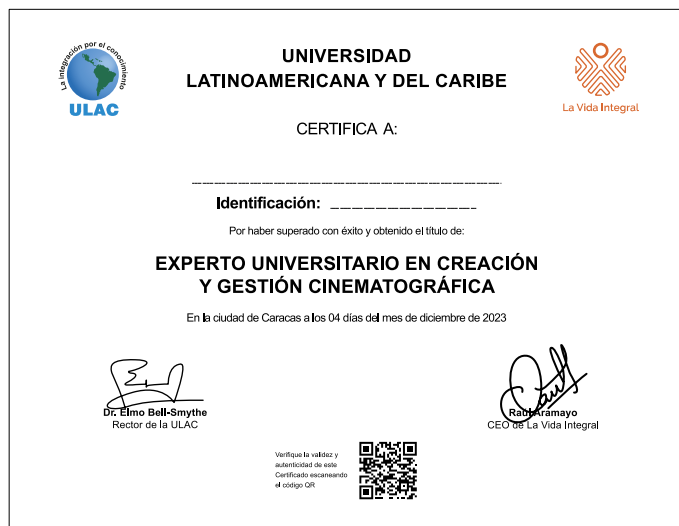 La integración por el conocimiento
ULAC
UNIVERSIDAD
LATINOAMERICANA Y DEL CARIBE
La Vida Integral
CERTIFICA A:
Identificación:
Por haber superado con éxito y obtenido el título de:
EXPERTO UNIVERSITARIO EN CREACIÓN
Y GESTIÓN CINEMATOGRÁFICA
En la ciudad de Caracas a los 04 días del mes de diciembre de 2023
Dr. Elmo Bell-Smythe
Rector de la ULAC
Raúl Aramayo
CEO de La Vida Integral
Verifique la validez y
autenticidad de este
Certificado escaneando
el código QR